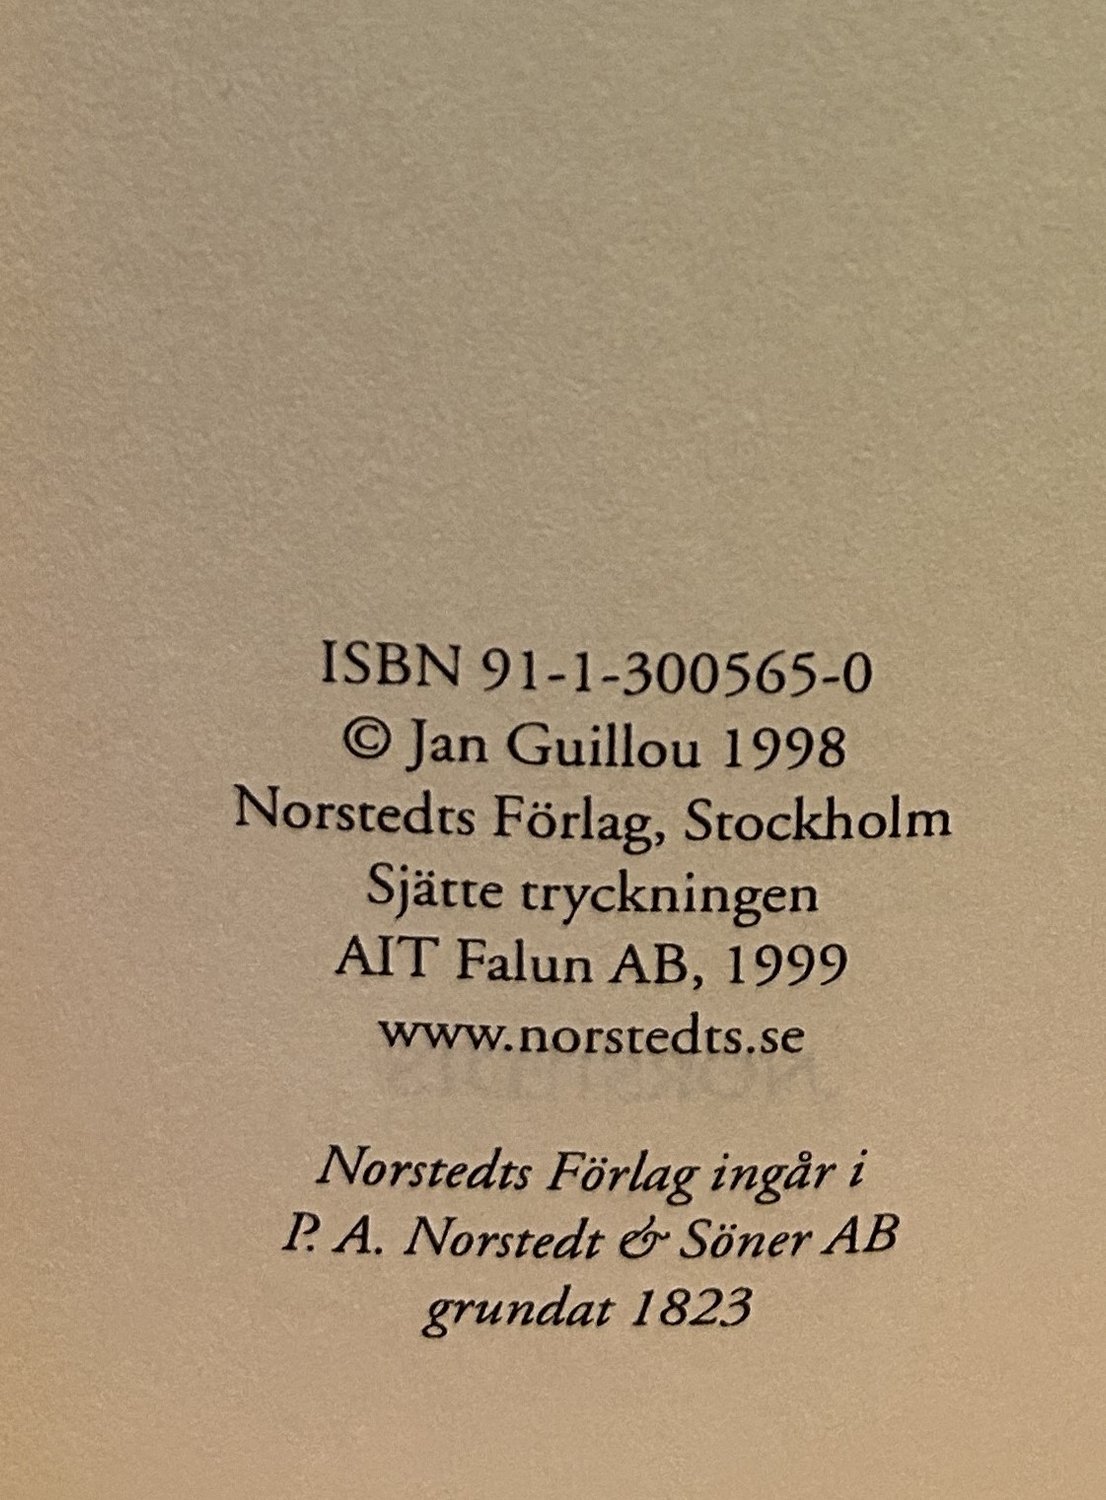 ISBN 91-1-300565-0
© Jan Guillou 1998
Norstedts Förlag, Stockholm
Sjätte tryckningen
AIT Falun AB, 1999
www.norstedts.se
Norstedts Förlag ingår i
P. A. Norstedt & Söner AB
grundat 1823